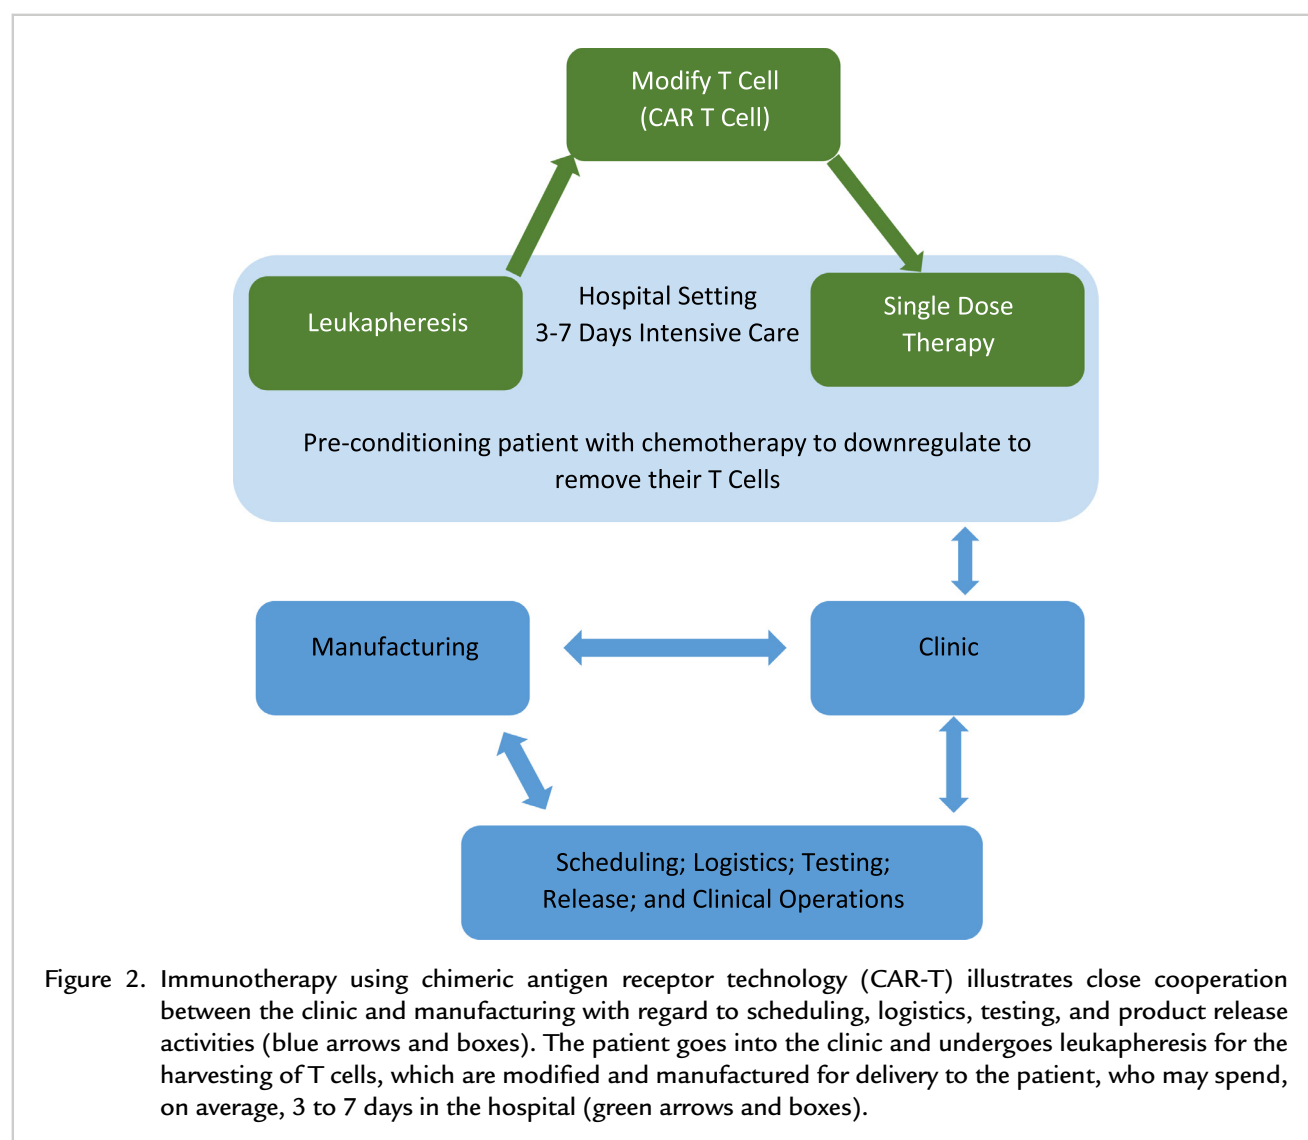 Modify T Cell
(CAR T Cell)
Leukapheresis
Hospital Setting
3-7 Days Intensive Care
Single Dose
Therapy
Pre-conditioning patient with chemotherapy to downregulate to
remove their T Cells
Manufacturing
Clinic
Scheduling; Logistics; Testing;
Release; and Clinical Operations
Figure 2. Immunotherapy using chimeric antigen receptor technology (CAR-T) illustrates close cooperation
between the clinic and manufacturing with regard to scheduling, logistics, testing, and product release
activities (blue arrows and boxes). The patient goes into the clinic and undergoes leukapheresis for the
harvesting of T cells, which are modified and manufactured for delivery to the patient, who may spend,
on average, 3 to 7 days in the hospital (green arrows and boxes).